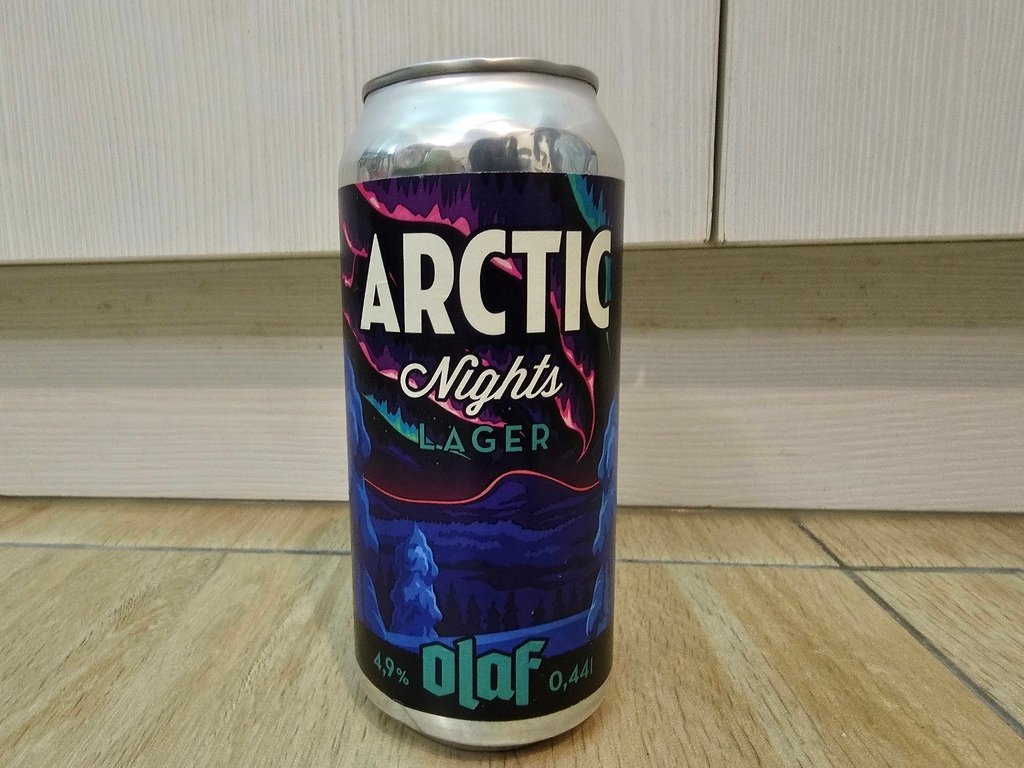 ARCTIC
Nights
LAGER
olaf
4,9% 0,44l